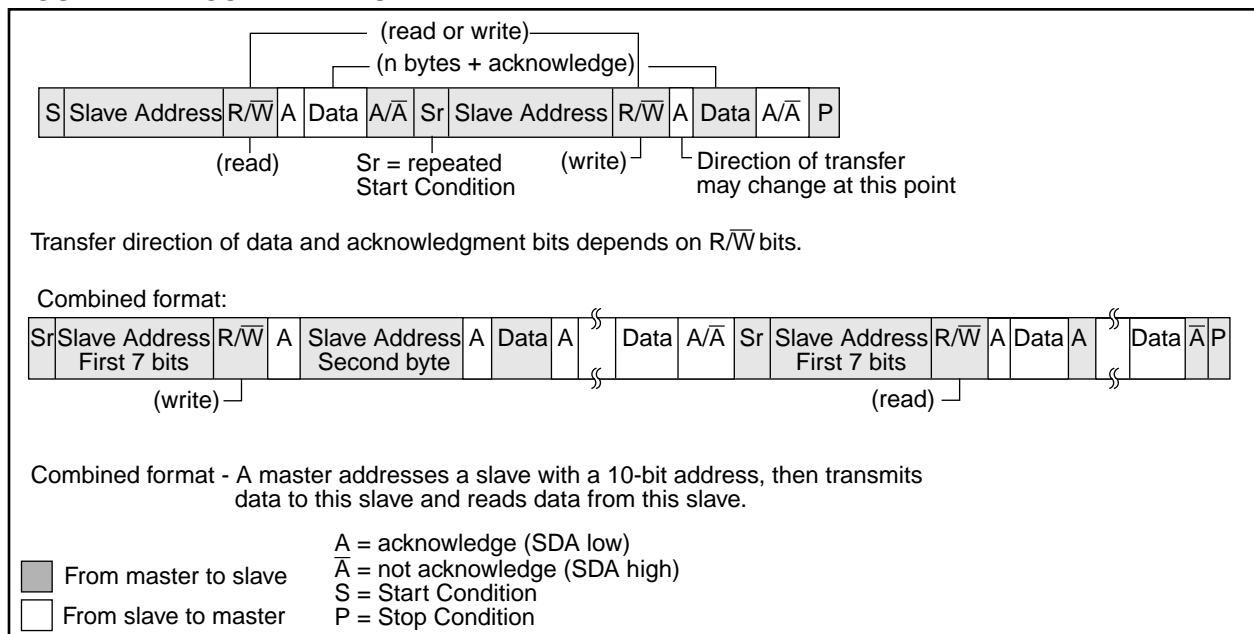 (read or write)
(n bytes + acknowledge)
S Slave Address R/W̅ A Data A/A̅ Sr Slave Address R/W̅ A Data A/A̅ P
(read) Sr = repeated (write) Direction of transfer
Start Condition may change at this point
Transfer direction of data and acknowledgment bits depends on R/W̅ bits.
Combined format:
Sr Slave Address R/W̅ A Slave Address A Data A Data A/A̅ Sr Slave Address R/W̅ A Data A Data A̅ P
First 7 bits Second byte First 7 bits
(write) (read)
Combined format - A master addresses a slave with a 10-bit address, then transmits
data to this slave and reads data from this slave.
A = acknowledge (SDA low)
A̅ = not acknowledge (SDA high)
From master to slave
S = Start Condition
From slave to master
P = Stop Condition